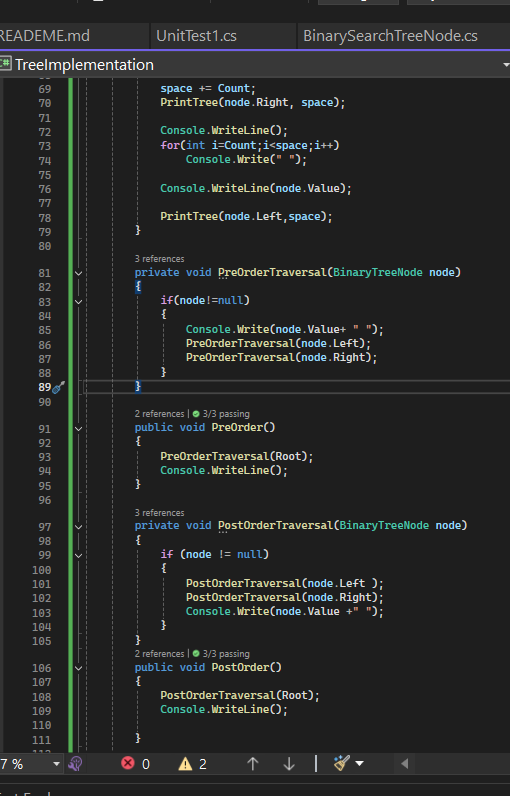 READEME.md UnitTest1.cs BinarySearchTreeNode.cs
C# TreeImplementation
69 space += Count;
70 PrintTree(node.Right, space);
71
72 Console.WriteLine();
73 for(int i=Count;i<space;i++)
74 Console.Write(" ");
75
76 Console.WriteLine(node.Value);
77
78 PrintTree(node.Left,space);
79 }
80
3 references
81 private void PreOrderTraversal(BinaryTreeNode node)
82 {
83 if(node!=null)
84 {
85 Console.Write(node.Value+ " ");
86 PreOrderTraversal(node.Left);
87 PreOrderTraversal(node.Right);
88 }
89 }
90
2 references | 3/3 passing
91 public void PreOrder()
92 {
93 PreOrderTraversal(Root);
94 Console.WriteLine();
95 }
96
3 references
97 private void PostOrderTraversal(BinaryTreeNode node)
98 {
99 if (node != null)
100 {
101 PostOrderTraversal(node.Left );
102 PostOrderTraversal(node.Right);
103 Console.Write(node.Value +" ");
104 }
105 }
2 references | 3/3 passing
106 public void PostOrder()
107 {
108 PostOrderTraversal(Root);
109 Console.WriteLine();
110
111 }
7 % 0 2